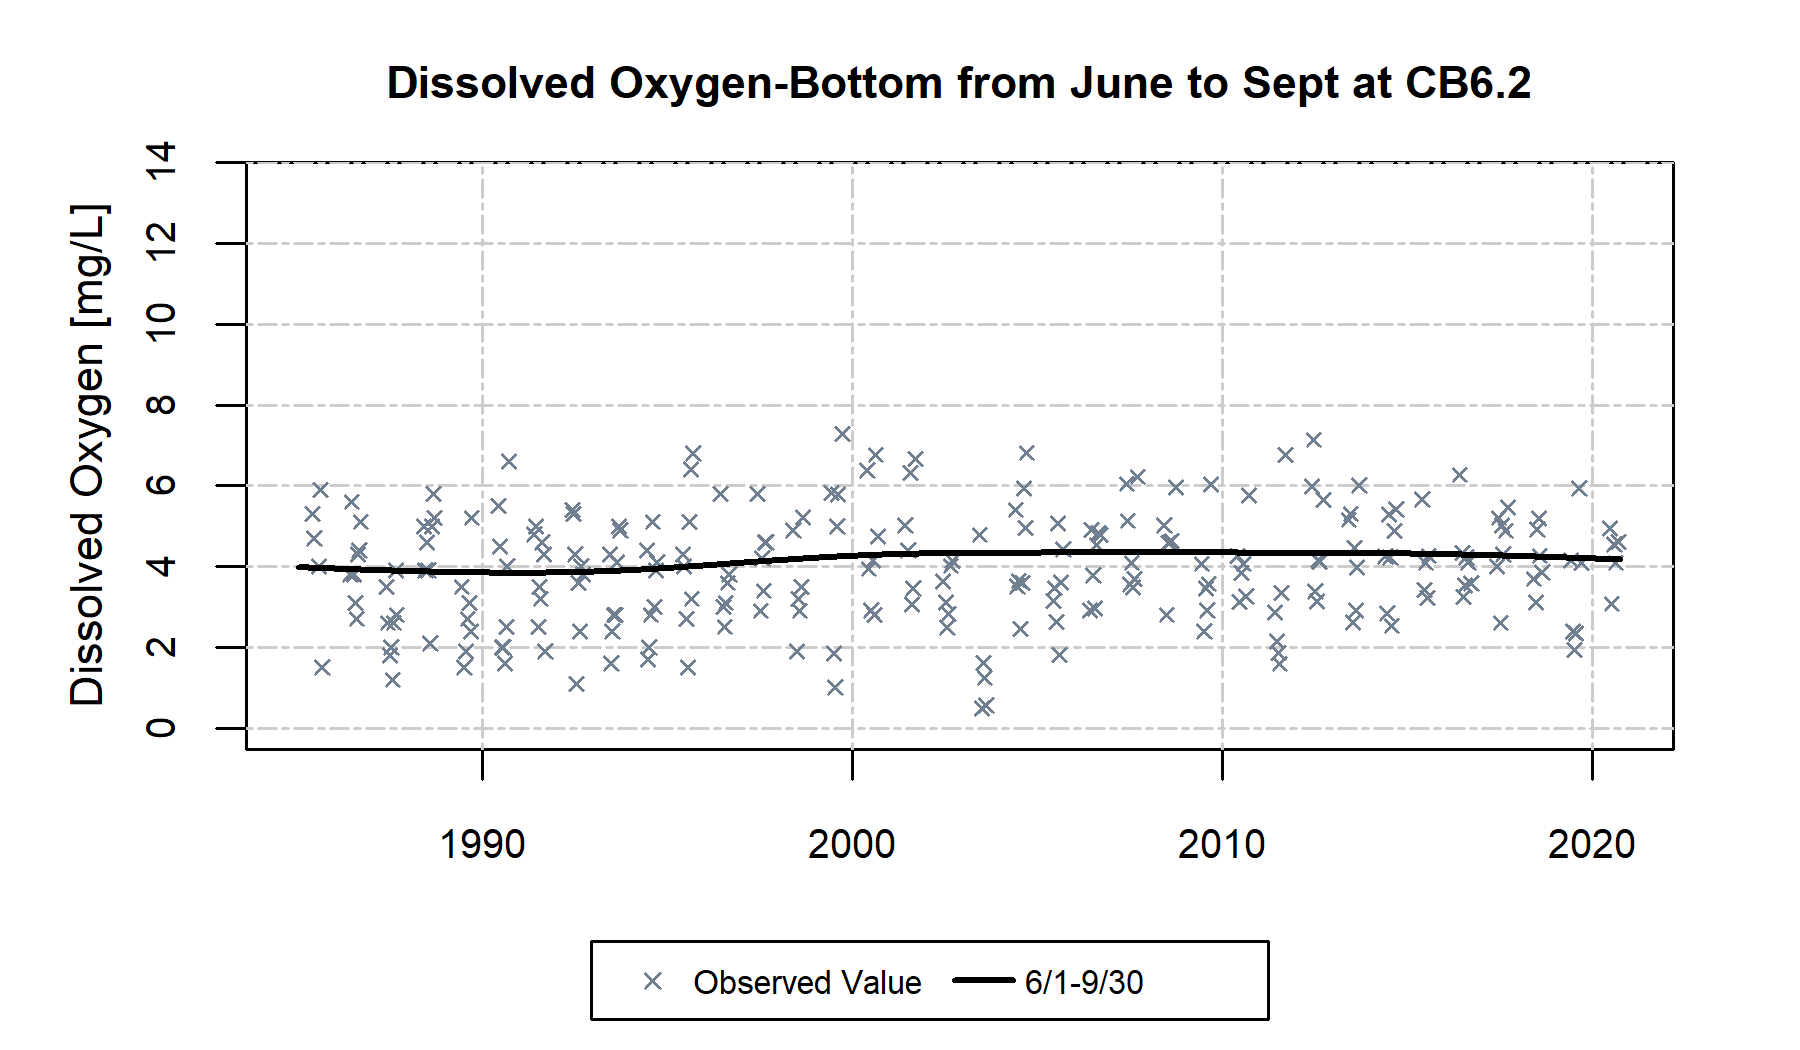 Dissolved Oxygen-Bottom from June to Sept at CB6.2
Dissolved Oxygen [mg/L]
14
12
10
8
6
4
2
0
1990 2000 2010 2020
Observed Value 6/1-9/30